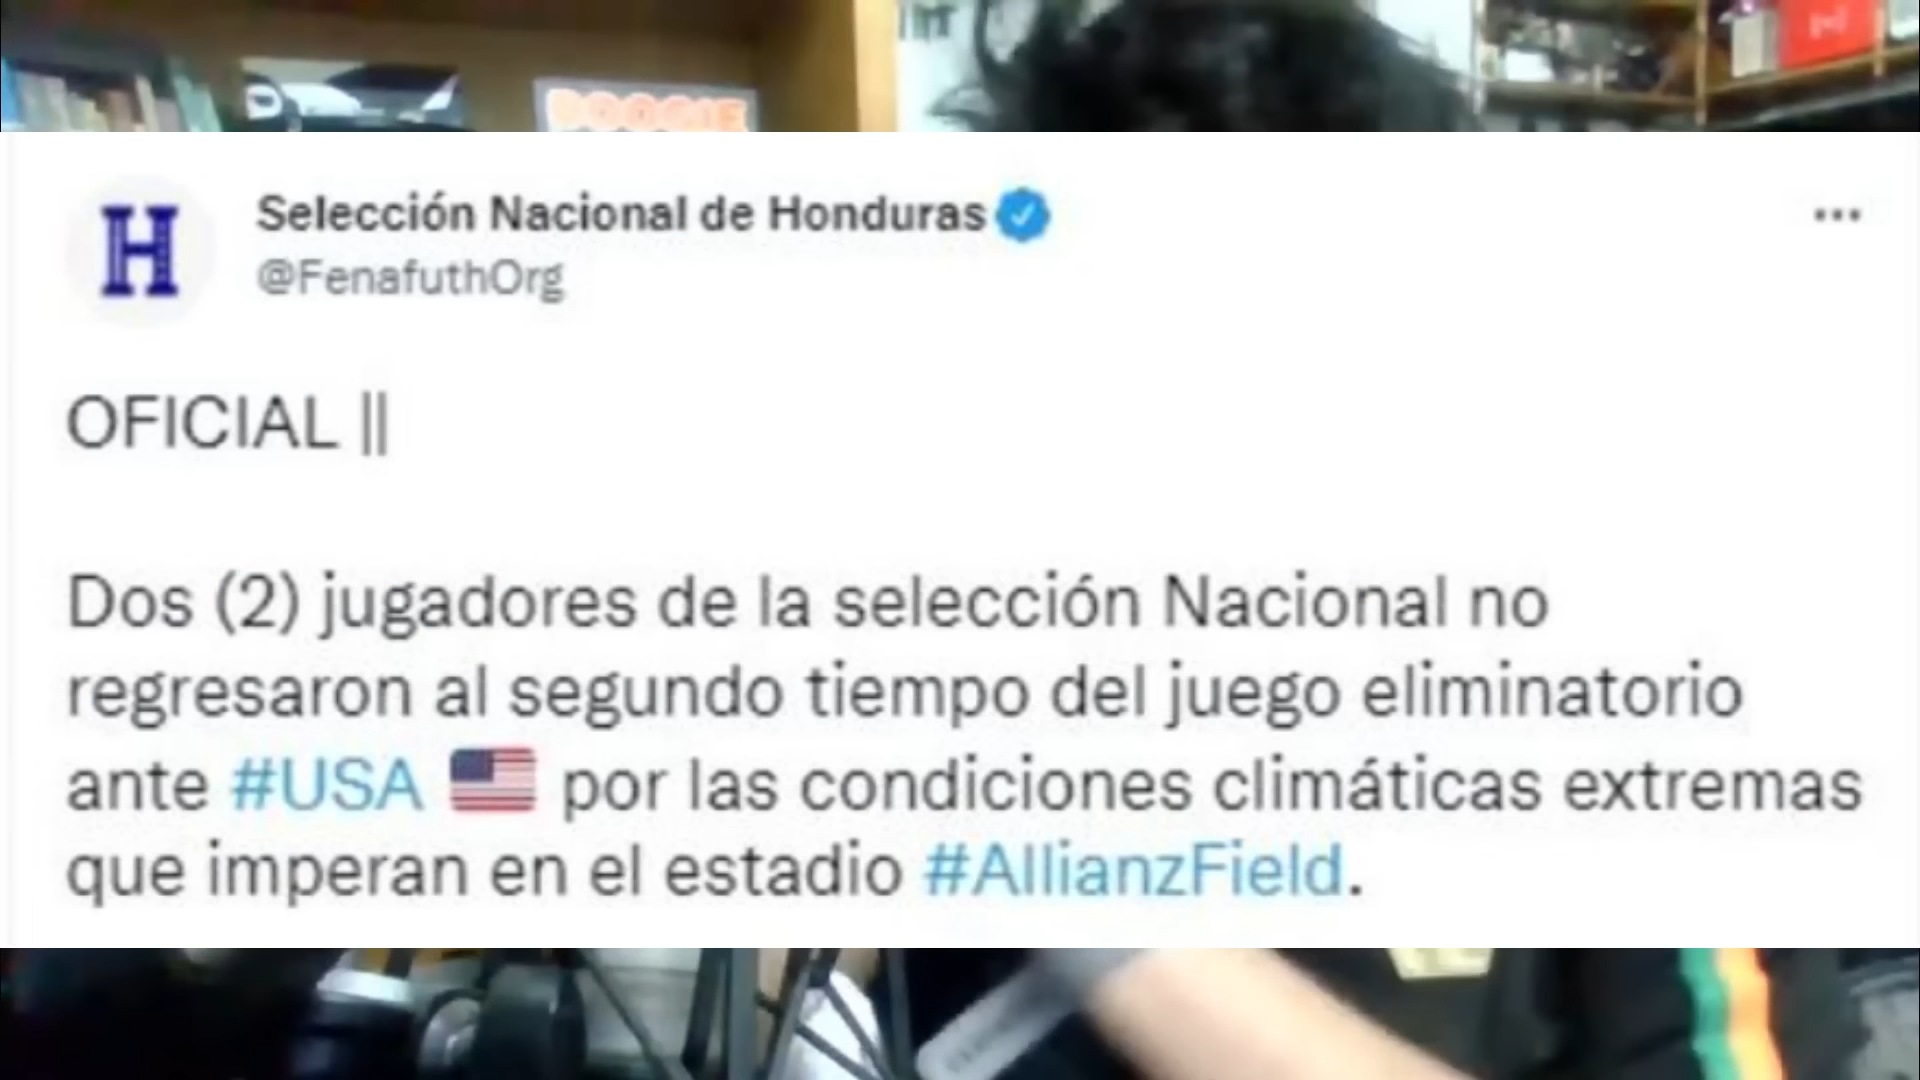 BOOGIE
H
Selección Nacional de Honduras
@FenafuthOrg
OFICIAL ||
Dos (2) jugadores de la selección Nacional no
regresaron al segundo tiempo del juego eliminatorio
ante #USA 🇺🇸 por las condiciones climáticas extremas
que imperan en el estadio #AllianzField.